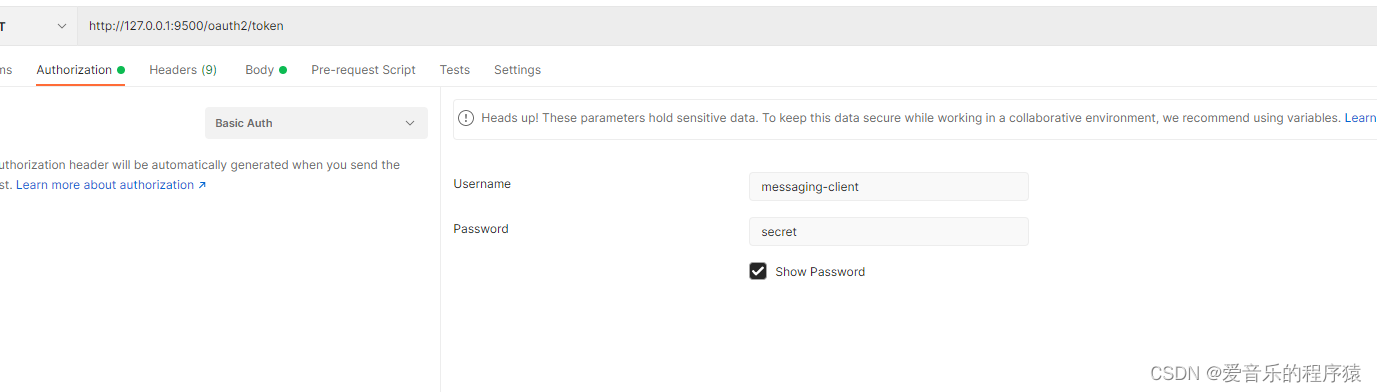 T
http://127.0.0.1:9500/oauth2/token
ms Authorization Headers (9) Body Pre-request Script Tests Settings
Basic Auth
Heads up! These parameters hold sensitive data. To keep this data secure while working in a collaborative environment, we recommend using variables. Learn
uthorization header will be automatically generated when you send the
st. Learn more about authorization ↗
Username
messaging-client
Password
secret
Show Password
CSDN @爱音乐的程序猿